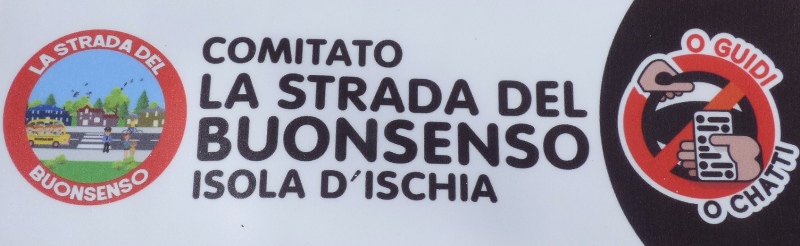 LA STRADA DEL
BUONSENSO
COMITATO
LA STRADA DEL
BUONSENSO
ISOLA D'ISCHIA
O GUIDI
O CHATTI